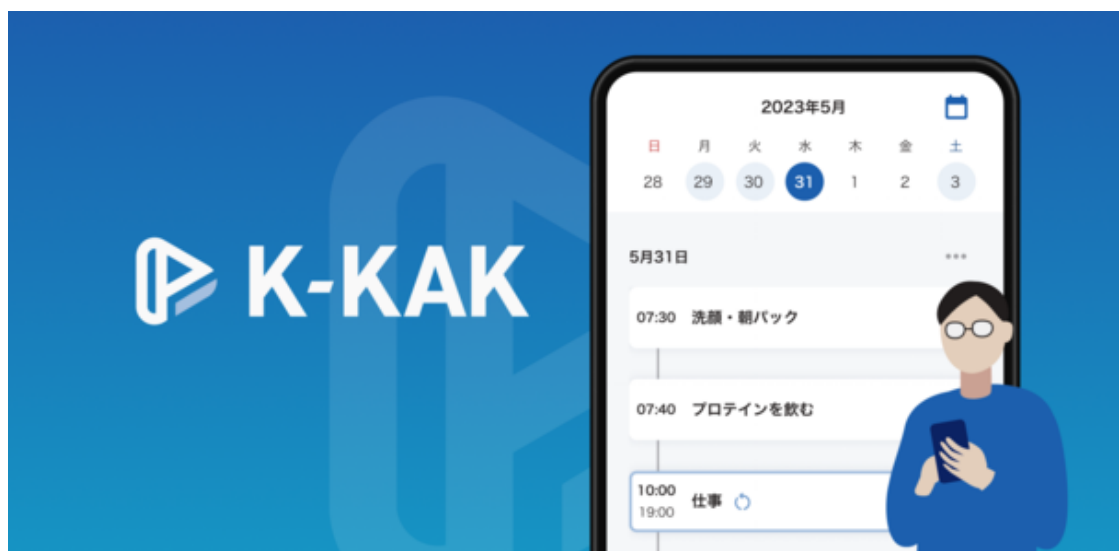 K-KAK
2023年5月
日 月 火 水 木 金 土
28 29 30 31 1 2 3
5月31日
07:30 洗顔・朝パック
07:40 プロテインを飲む
10:00
19:00 仕事